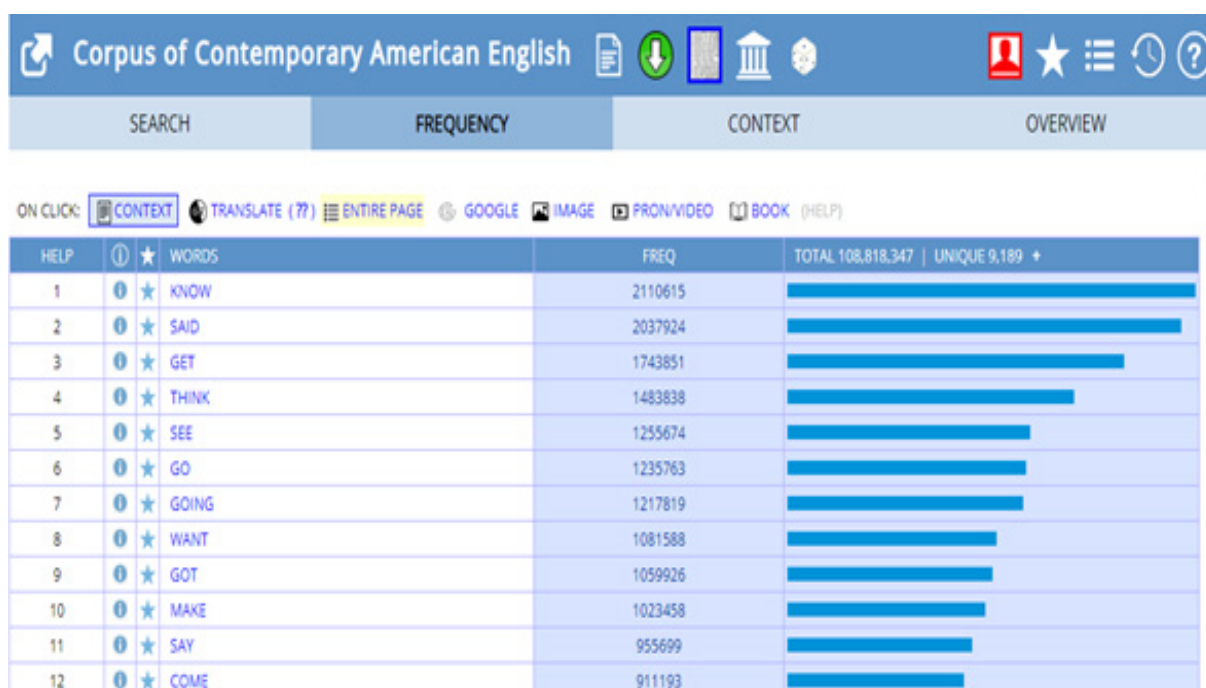 Corpus of Contemporary American English
SEARCH FREQUENCY CONTEXT OVERVIEW
ON CLICK: CONTEXT TRANSLATE (??) ENTIRE PAGE GOOGLE IMAGE PRON/VIDEO BOOK (HELP)
HELP WORDS FREQ TOTAL 108,818,347 | UNIQUE 9,189 +
1 KNOW 2110615
2 SAID 2037924
3 GET 1743851
4 THINK 1483838
5 SEE 1255674
6 GO 1235763
7 GOING 1217819
8 WANT 1081588
9 GOT 1059926
10 MAKE 1023458
11 SAY 955699
12 COME 911193